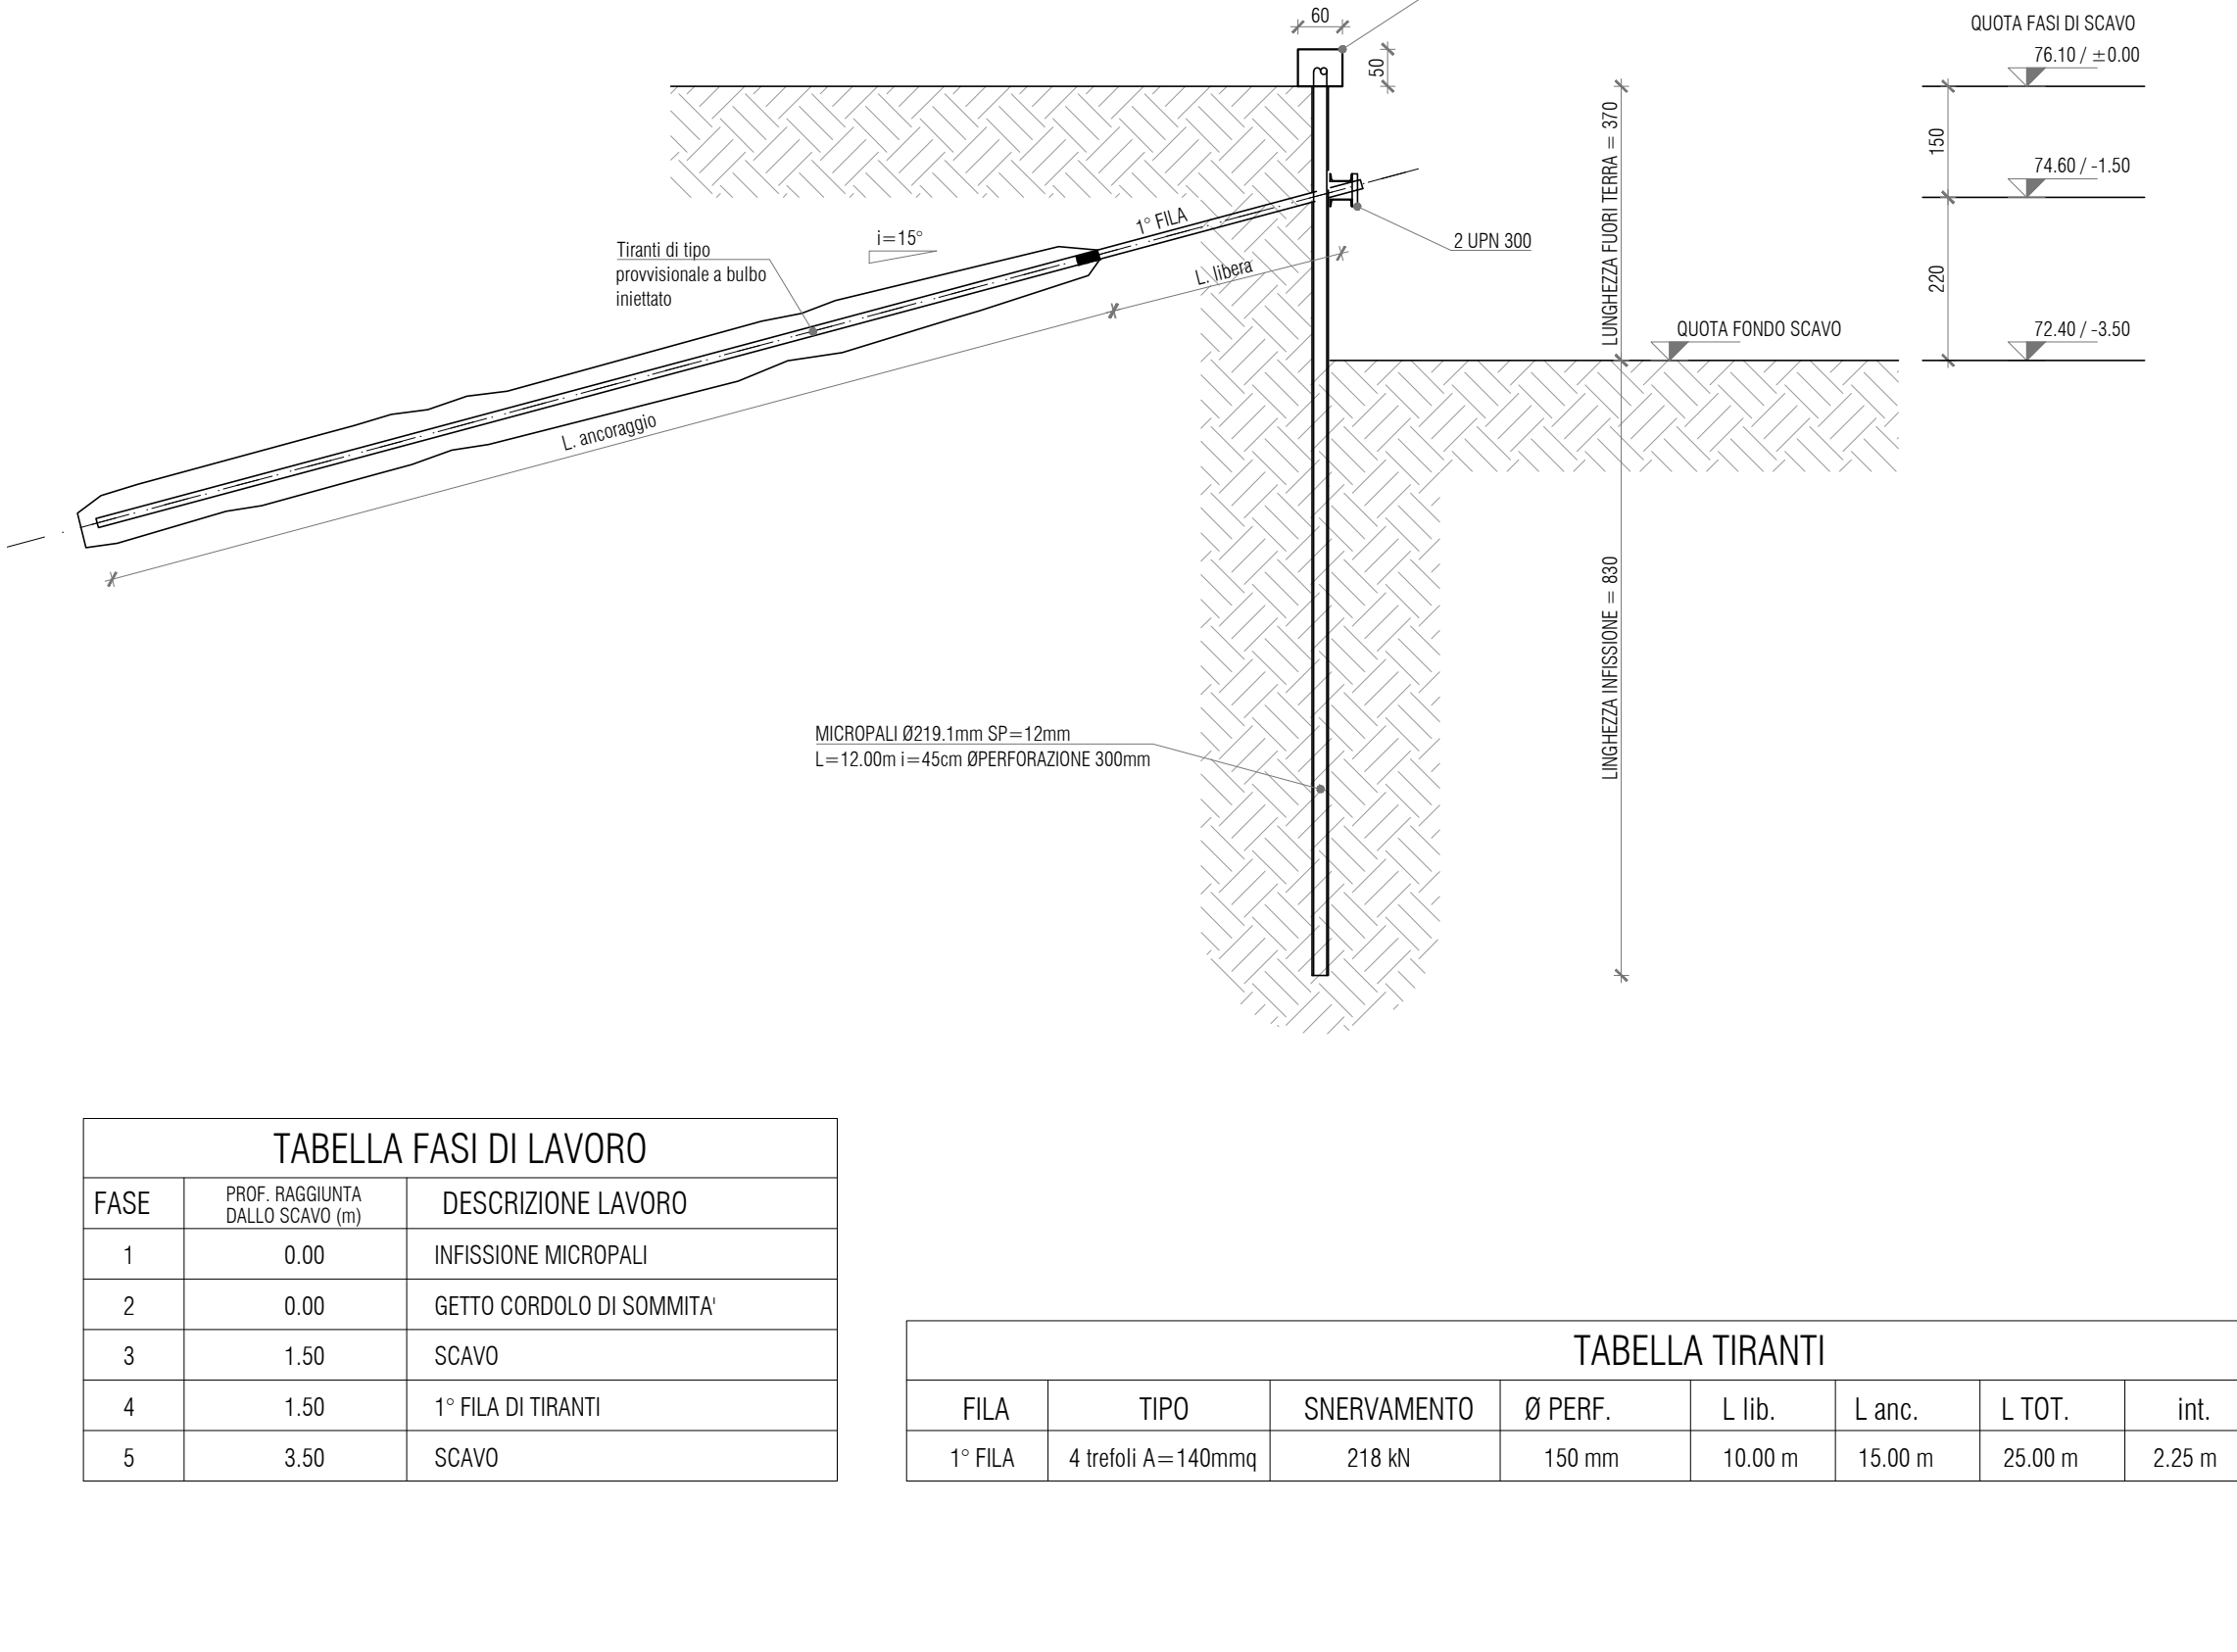 60
50
QUOTA FASI DI SCAVO
76.10 / ±0.00
150
74.60 / -1.50
220
72.40 / -3.50
LUNGHEZZA FUORI TERRA = 370
1° FILA
i=15°
2 UPN 300
Tiranti di tipo
provvisionale a bulbo
iniettato
L. libera
QUOTA FONDO SCAVO
L. ancoraggio
LINGHEZZA INFISSIONE = 830
MICROPALI Ø219.1mm SP=12mm
L=12.00m i=45cm ØPERFORAZIONE 300mm
TABELLA FASI DI LAVORO
FASE
PROF. RAGGIUNTA
DALLO SCAVO (m)
DESCRIZIONE LAVORO
1 0.00 INFISSIONE MICROPALI
2 0.00 GETTO CORDOLO DI SOMMITA'
3 1.50 SCAVO
4 1.50 1° FILA DI TIRANTI
5 3.50 SCAVO
TABELLA TIRANTI
FILA TIPO SNERVAMENTO Ø PERF. L lib. L anc. L TOT. int.
1° FILA 4 trefoli A=140mmq 218 kN 150 mm 10.00 m 15.00 m 25.00 m 2.25 m